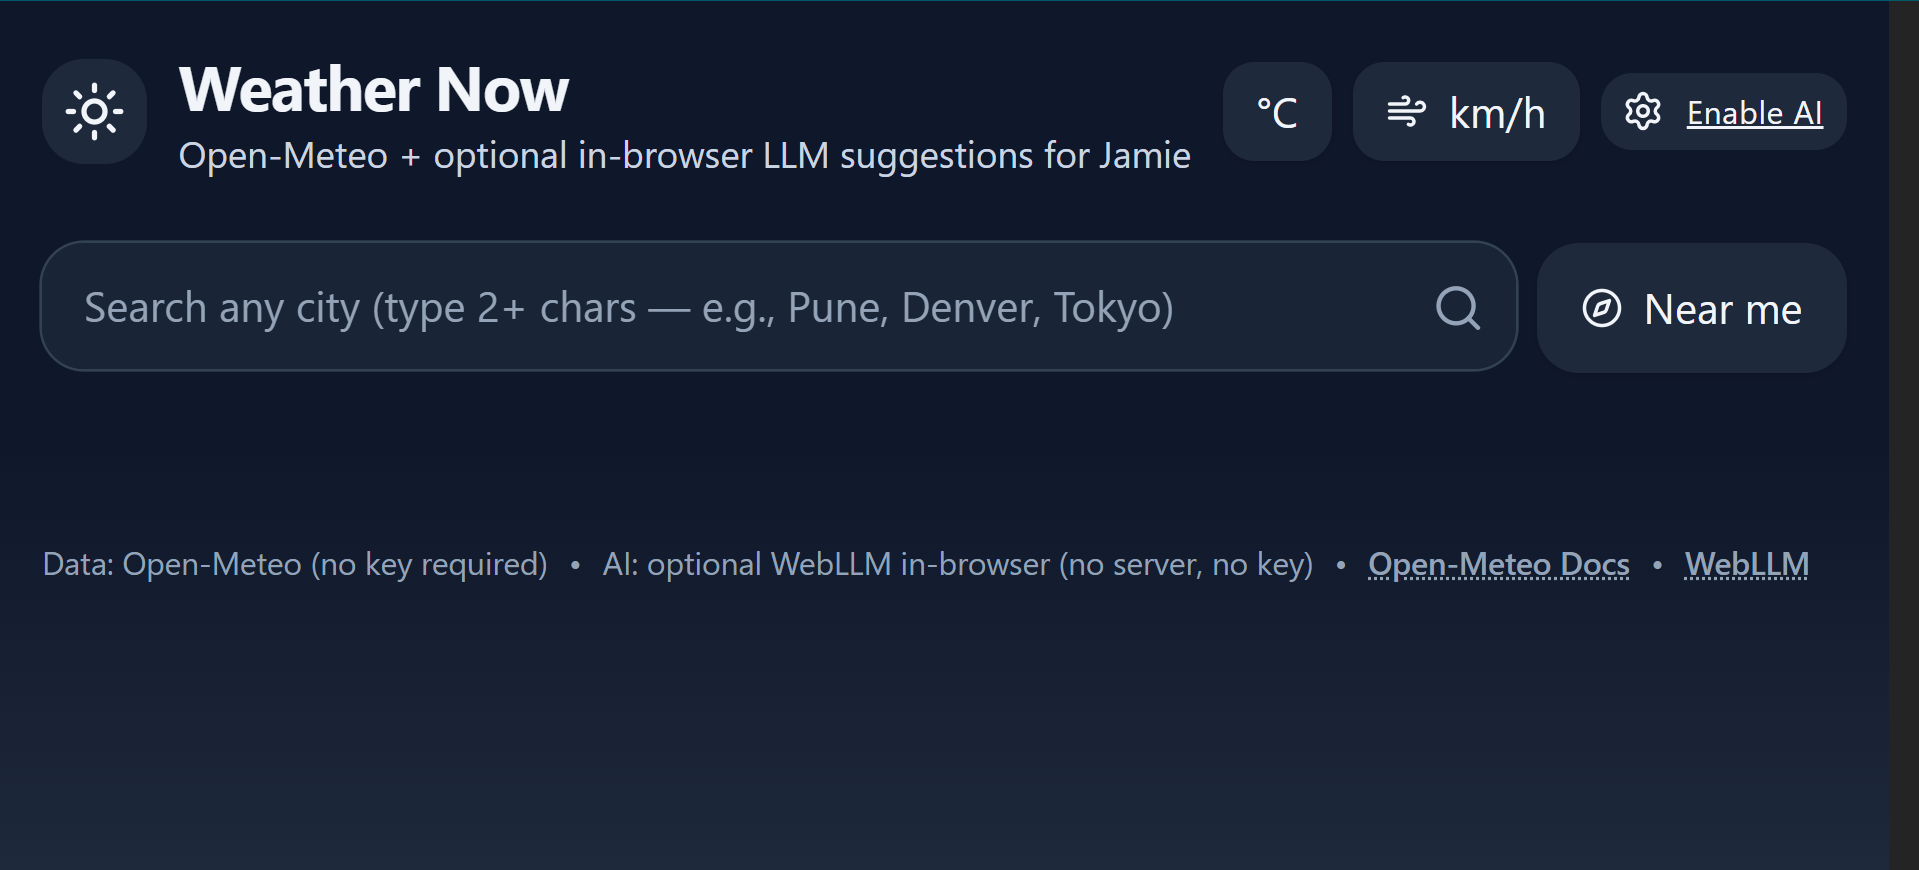 Weather Now
Open-Meteo + optional in-browser LLM suggestions for Jamie
°C
km/h
Enable AI
Search any city (type 2+ chars — e.g., Pune, Denver, Tokyo)
Near me
Data: Open-Meteo (no key required) • AI: optional WebLLM in-browser (no server, no key) • Open-Meteo Docs • WebLLM